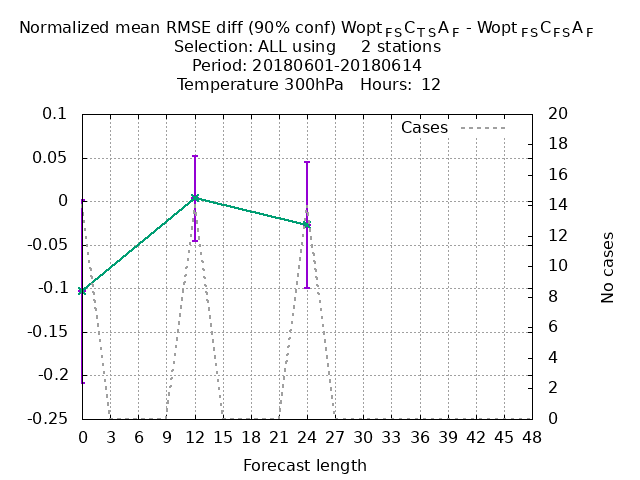 Normalized mean RMSE diff (90% conf) Wopt FS C TS A F - Wopt FS C FS A F
Selection: ALL using 2 stations
Period: 20180601-20180614
Temperature 300hPa Hours: 12
Cases
0.1
0.05
0
-0.05
-0.1
-0.15
-0.2
-0.25
20
18
16
14
12
10
8
6
4
2
0
No cases
0 3 6 9 12 15 18 21 24 27 30 33 36 39 42 45 48
Forecast length